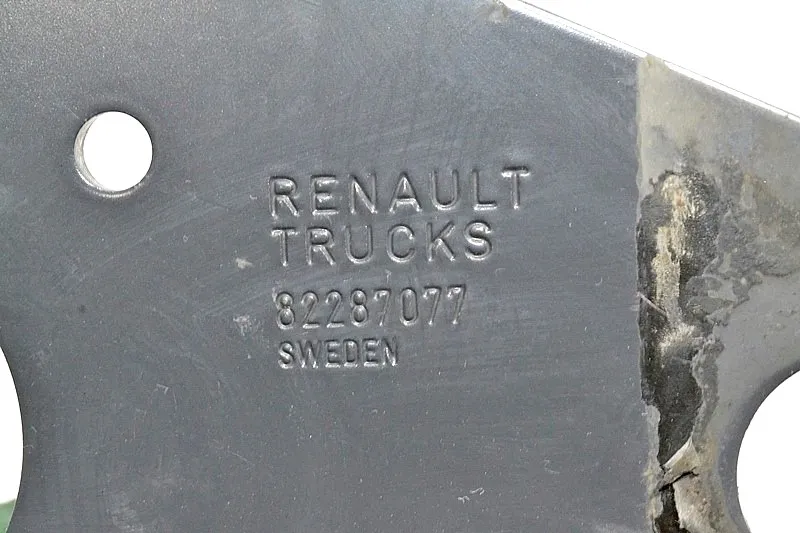 RENAULT
TRUCKS
82287077
SWEDEN